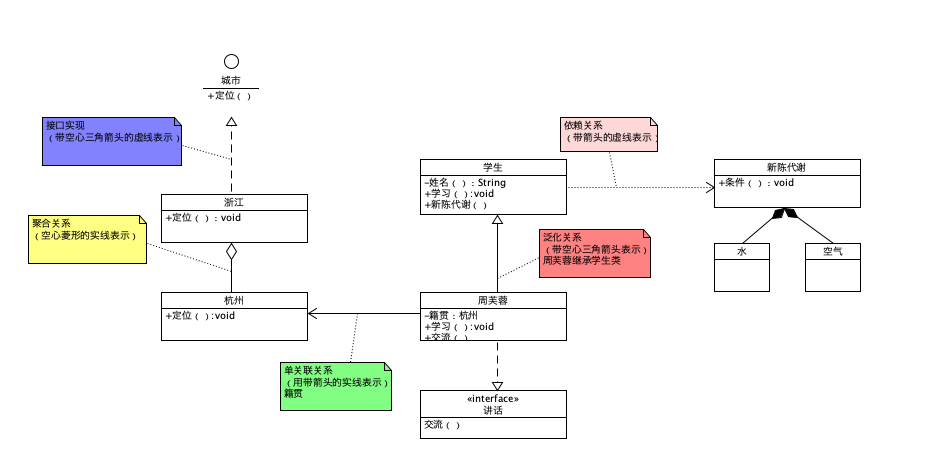 城市
+定位（ ）
接口实现
（带空心三角箭头的虚线表示）
依赖关系
（带箭头的虚线表示）
学生
-姓名（ ）: String
+学习（ ）:void
+新陈代谢（ ）
新陈代谢
+条件（ ）: void
浙江
+定位（ ）: void
聚合关系
（空心菱形的实线表示）
泛化关系
（带空心三角箭头表示）
周芙蓉继承学生类
水
空气
杭州
+定位（ ）:void
周芙蓉
-籍贯 : 杭州
+学习（ ）:void
+交流（ ）
单关联关系
（用带箭头的实线表示）
籍贯
«interface»
讲话
交流（ ）